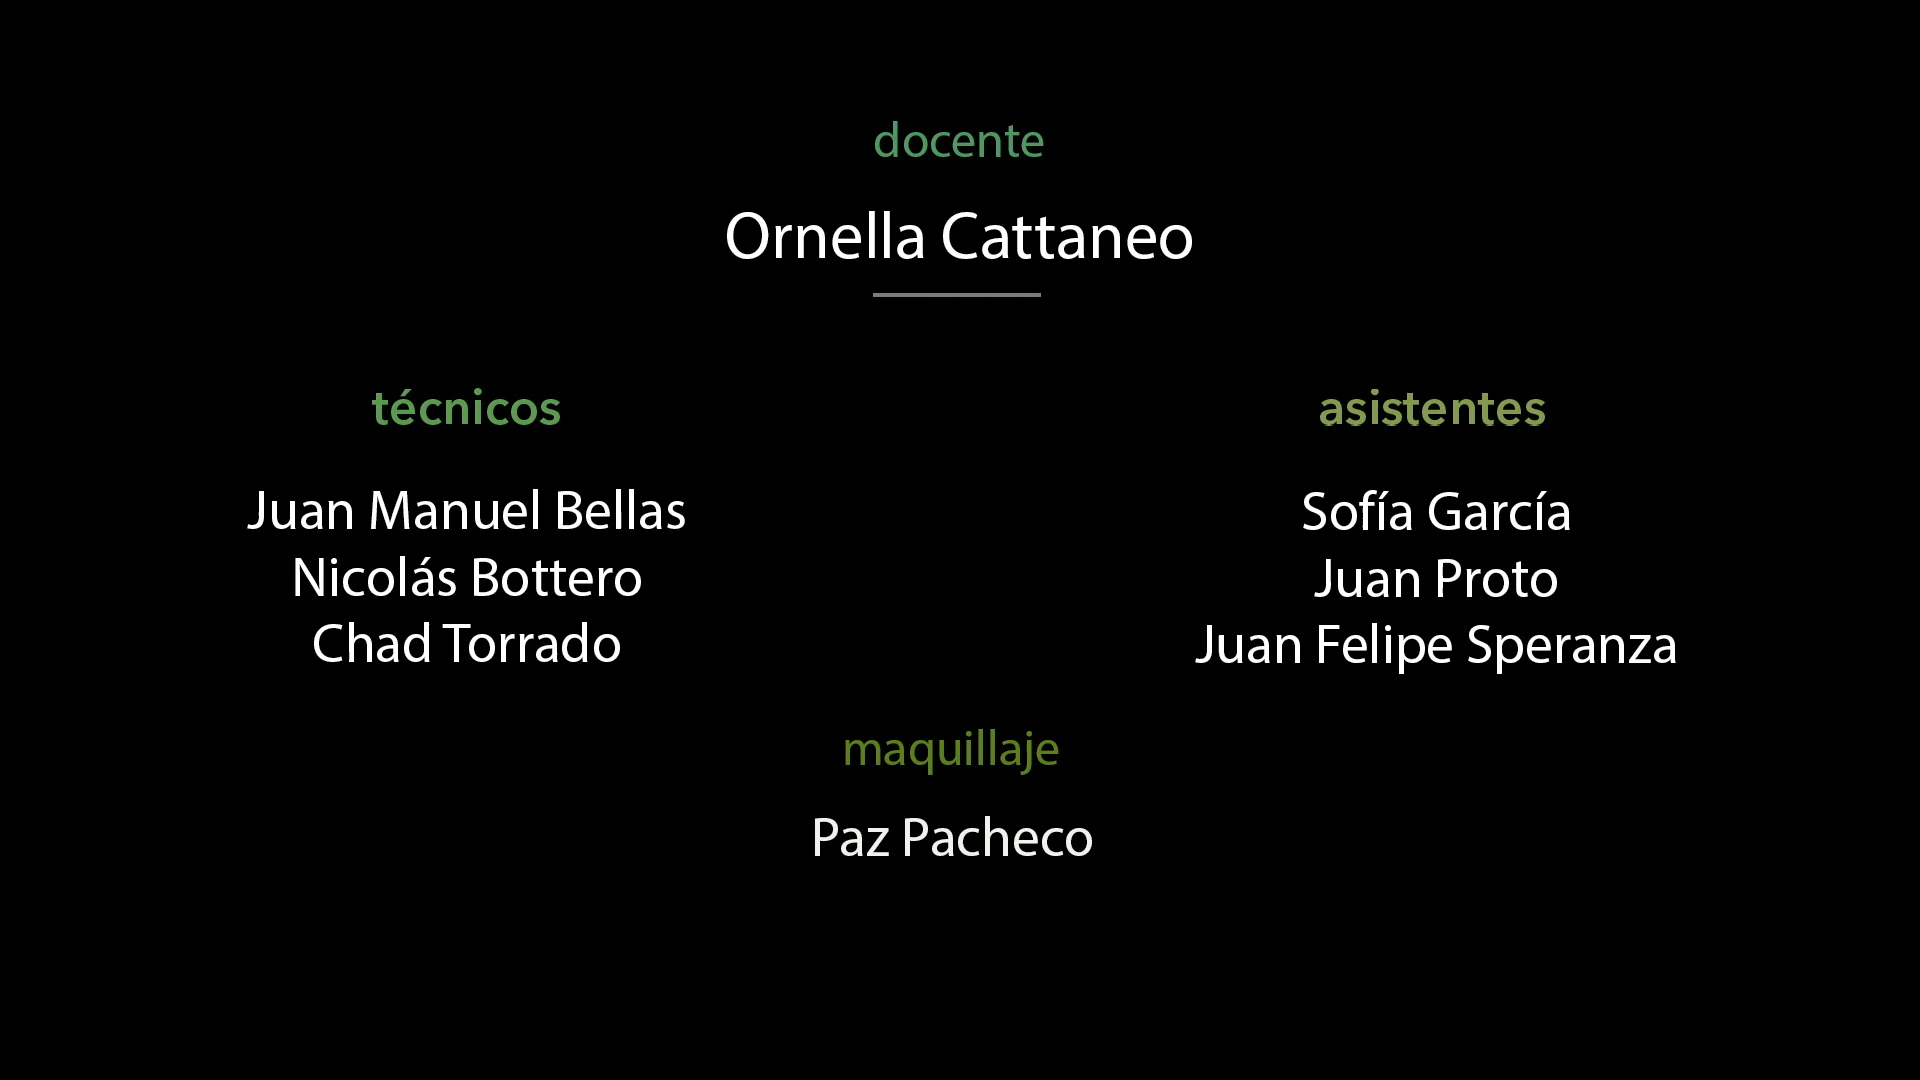 docente
Ornella Cattaneo
técnicos
Juan Manuel Bellas
Nicolás Bottero
Chad Torrado
asistentes
Sofía García
Juan Proto
Juan Felipe Speranza
maquillaje
Paz Pacheco